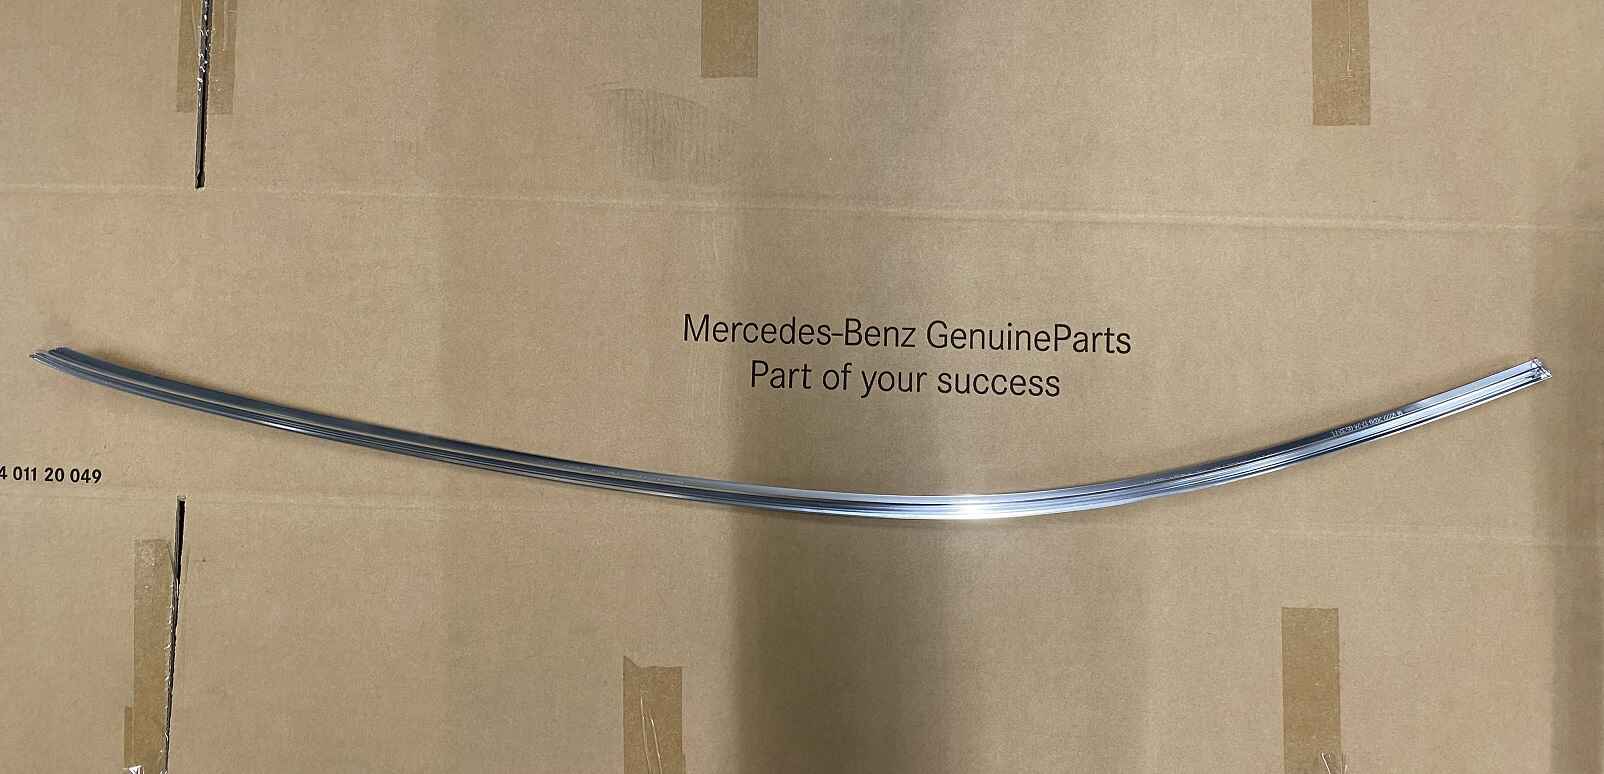 Mercedes-Benz GenuineParts
Part of your success
4 011 20 049